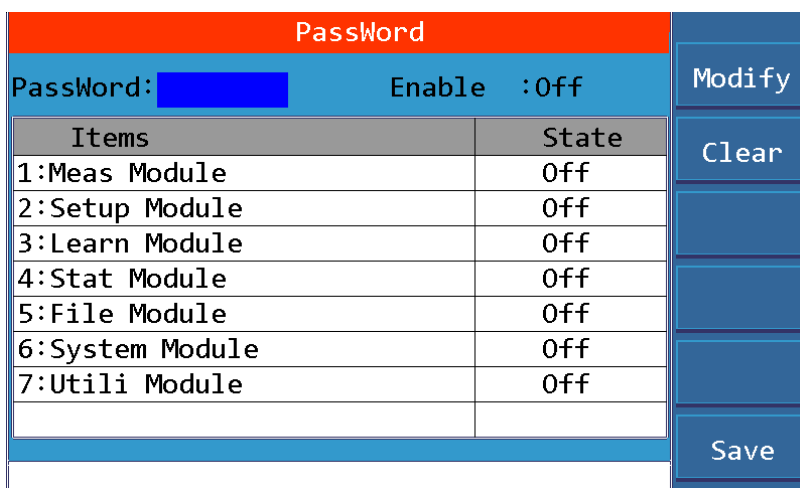 PassWord
PassWord: Enable :Off
Modify
Items State
Clear
1:Meas Module Off
2:Setup Module Off
3:Learn Module Off
4:Stat Module Off
5:File Module Off
6:System Module Off
7:Utili Module Off
Save